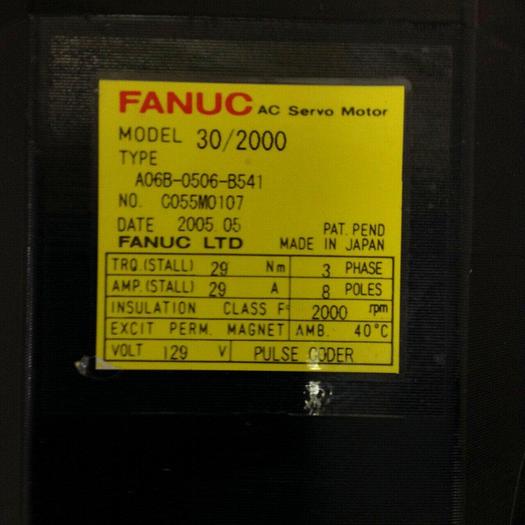 FANUC AC Servo Motor
MODEL 30/2000
TYPE
A06B-0506-B541
NO. C055M0107
DATE 2005.05 PAT. PEND
FANUC LTD MADE IN JAPAN
TRQ.(STALL) 29 Nm 3 PHASE
AMP.(STALL) 29 A 8 POLES
INSULATION CLASS F 2000 rpm
EXCIT PERM. MAGNET AMB. 40°C
VOLT 129 V PULSE CODER